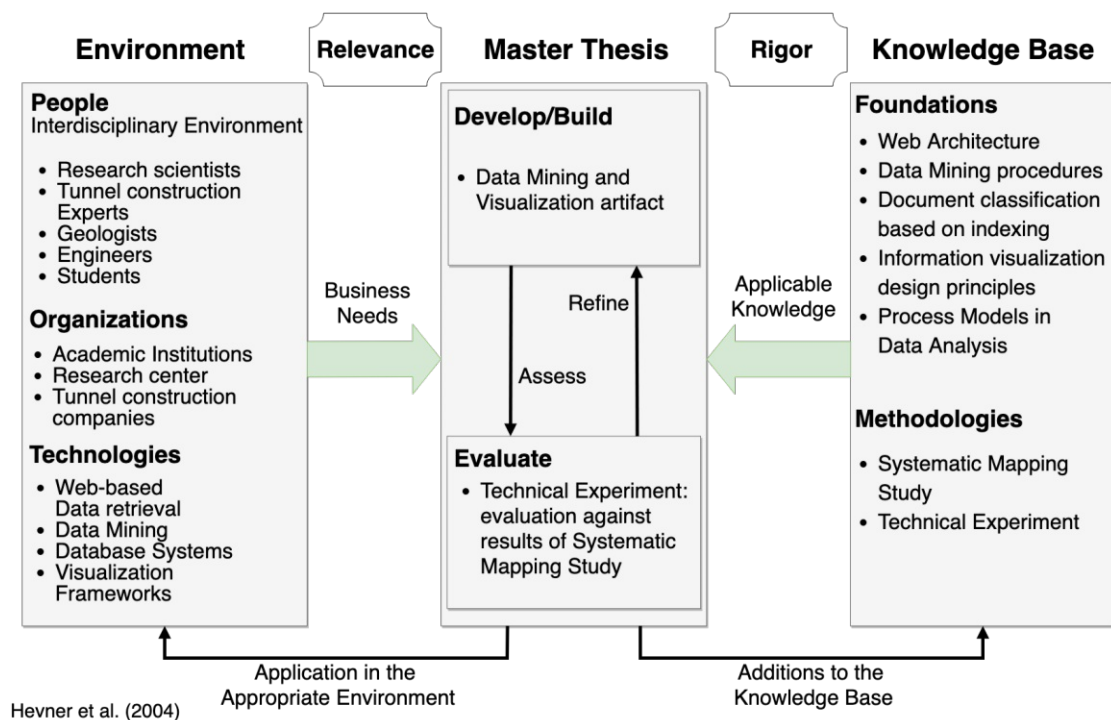 Environment
Relevance
Master Thesis
Rigor
Knowledge Base
People
Interdisciplinary Environment
• Research scientists
• Tunnel construction
Experts
• Geologists
• Engineers
• Students
Organizations
• Academic Institutions
• Research center
• Tunnel construction
companies
Technologies
• Web-based
Data retrieval
• Data Mining
• Database Systems
• Visualization
Frameworks
Business
Needs
Develop/Build
• Data Mining and
Visualization artifact
Refine
Assess
Evaluate
• Technical Experiment:
evaluation against
results of Systematic
Mapping Study
Applicable
Knowledge
Foundations
• Web Architecture
• Data Mining procedures
• Document classification
based on indexing
• Information visualization
design principles
• Process Models in
Data Analysis
Methodologies
• Systematic Mapping
Study
• Technical Experiment
Application in the
Appropriate Environment
Additions to the
Knowledge Base
Hevner et al. (2004)